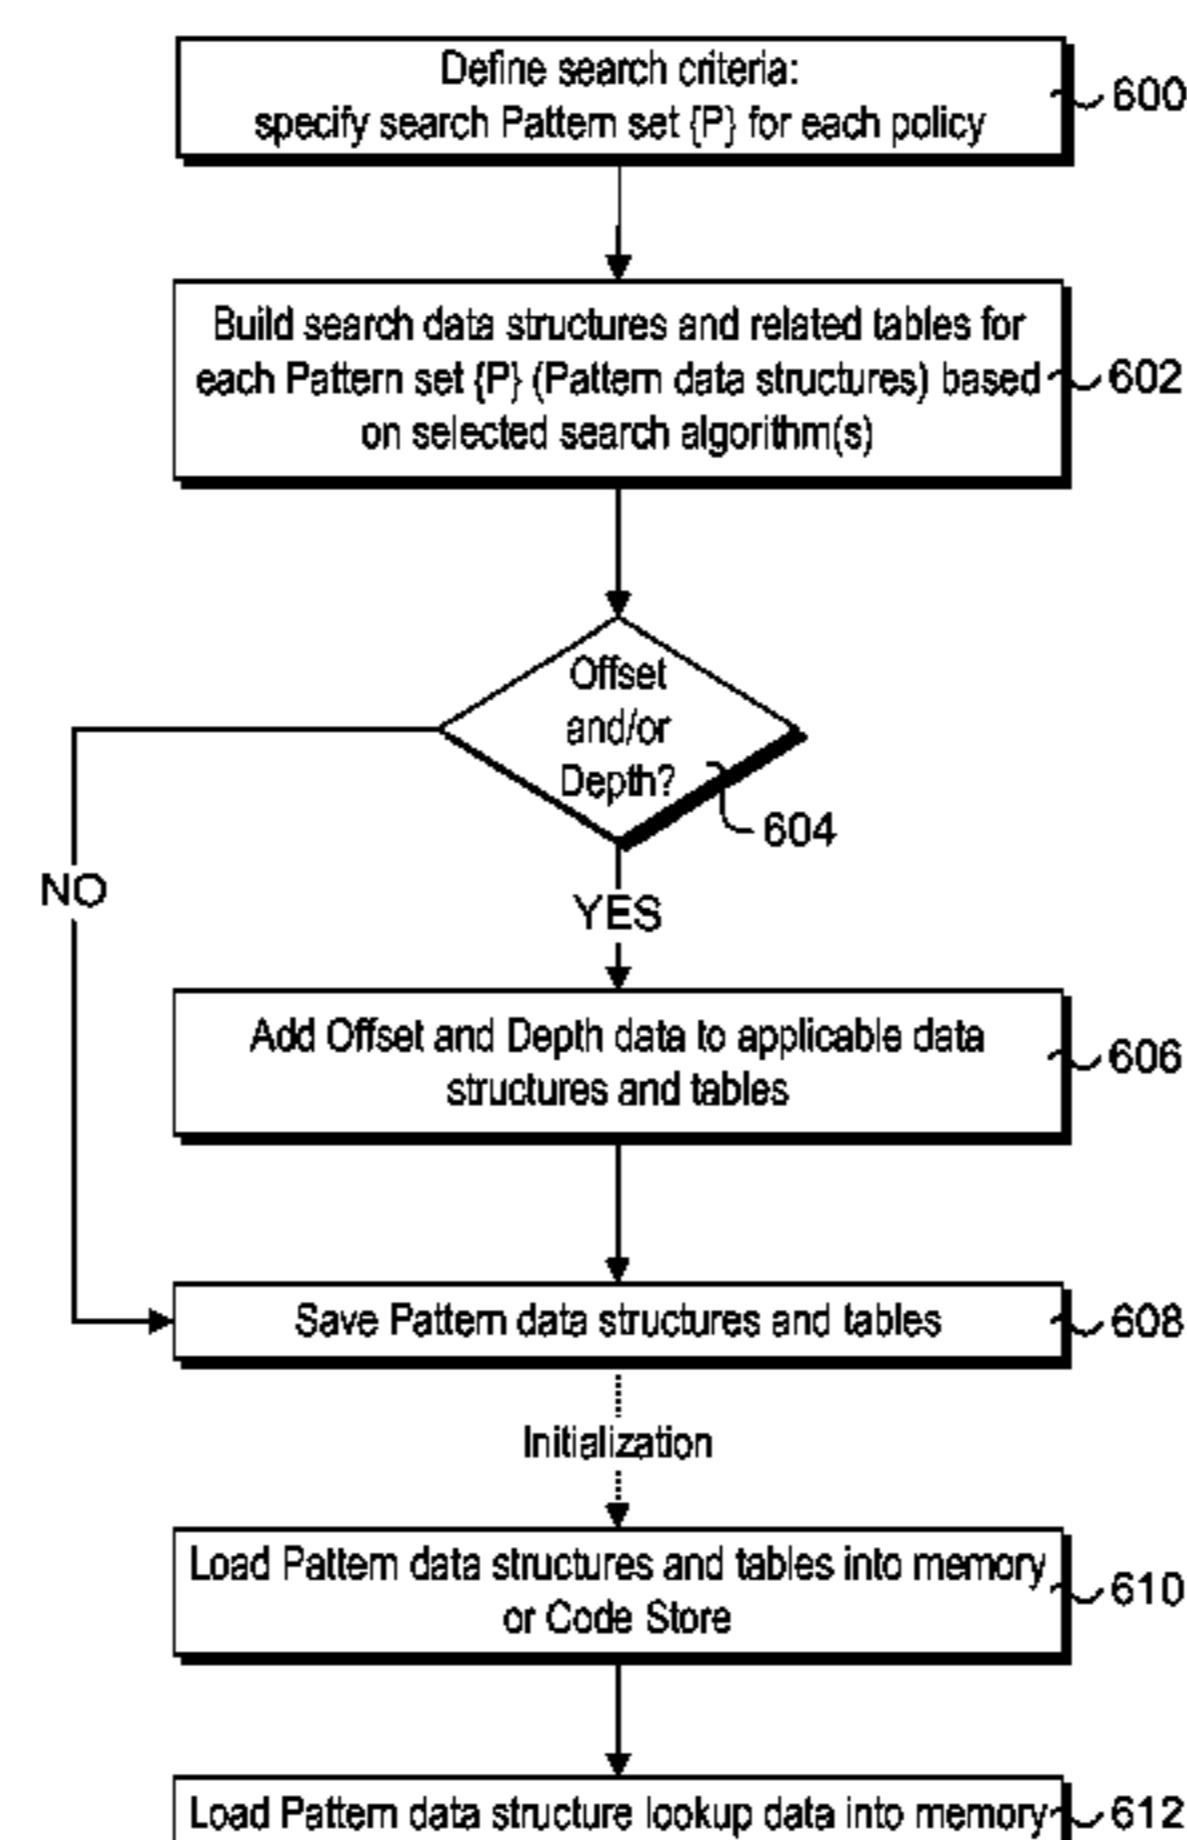 Define search criteria:
specify search Pattern set {P} for each policy
600
Build search data structures and related tables for
each Pattern set {P} (Pattern data structures) based
on selected search algorithm(s)
602
Offset
and/or
Depth?
604
NO
YES
Add Offset and Depth data to applicable data
structures and tables
606
Save Pattern data structures and tables
608
Initialization
Load Pattern data structures and tables into memory
or Code Store
610
Load Pattern data structure lookup data into memory
612